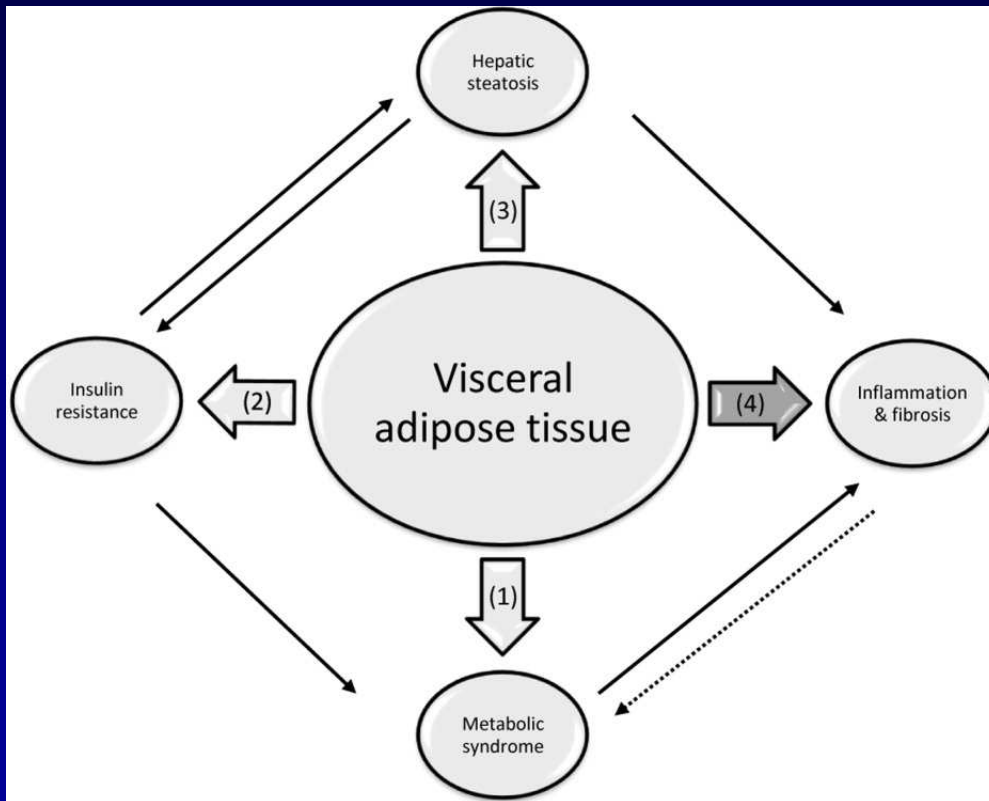 Hepatic
steatosis
(3)
Insulin
resistance
(2)
Visceral
adipose tissue
(4)
Inflammation
& fibrosis
(1)
Metabolic
syndrome